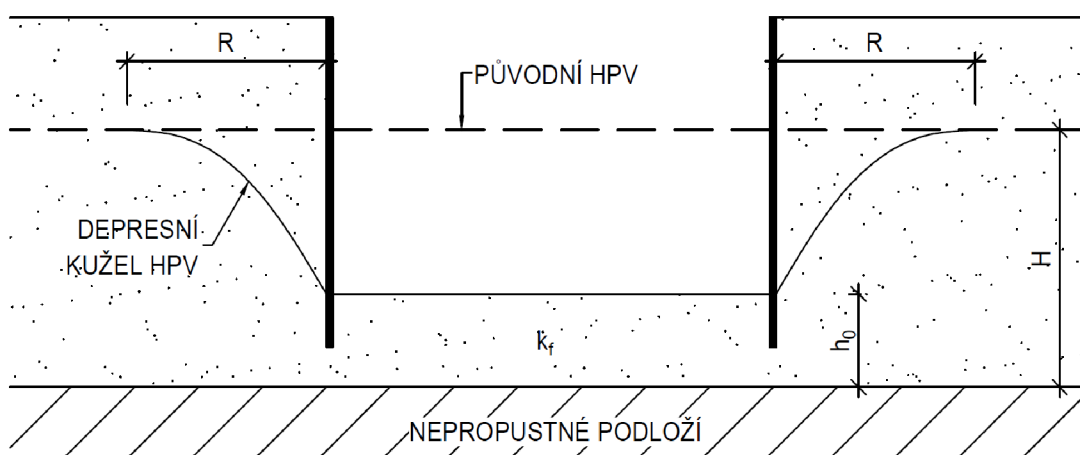 R
R
PŮVODNÍ HPV
DEPRESNÍ
KUŽEL HPV
H
h₀
kf
NEPROPUSTNÉ PODLOŽÍ